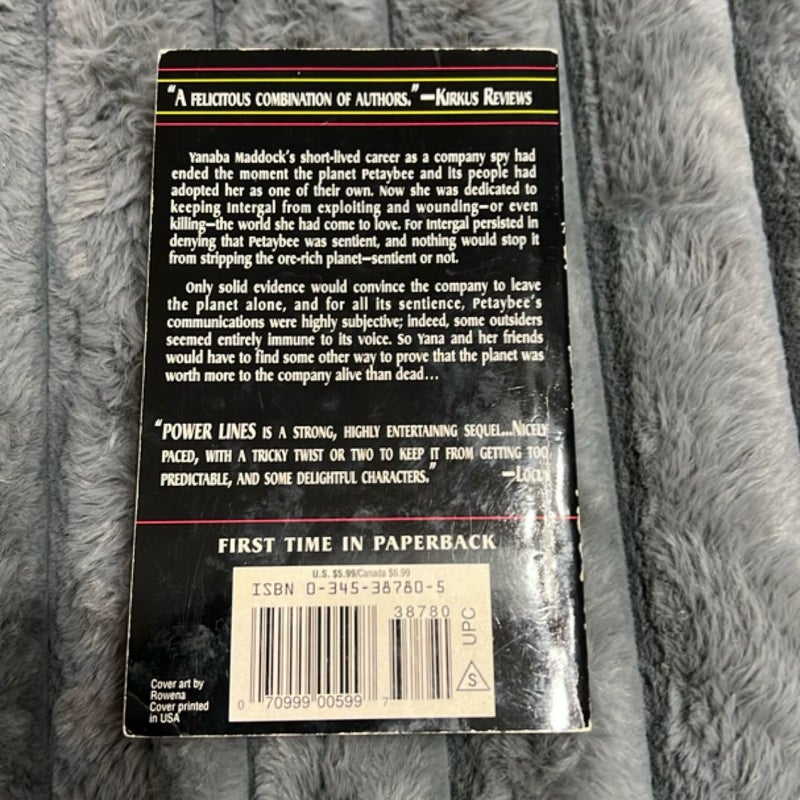 "A FELICITOUS COMBINATION OF AUTHORS."—KIRKUS REVIEWS
Yanaba Maddock's short-lived career as a company spy had
ended the moment the planet Petaybee and its people had
adopted her as one of their own. Now she was dedicated to
keeping Intergal from exploiting and wounding—or even
killing—the world she had come to love. For Intergal persisted in
denying that Petaybee was sentient, and nothing would stop it
from stripping the ore-rich planet—sentient or not.
Only solid evidence would convince the company to leave
the planet alone, and for all its sentience, Petaybee's
communications were highly subjective; indeed, some outsiders
seemed entirely immune to its voice. So Yana and her friends
would have to find some other way to prove that the planet was
worth more to the company alive than dead...
"POWER LINES IS A STRONG, HIGHLY ENTERTAINING SEQUEL...NICELY
PACED, WITH A TRICKY TWIST OR TWO TO KEEP IT FROM GETTING TOO
PREDICTABLE, AND SOME DELIGHTFUL CHARACTERS."
—LOCUS
FIRST TIME IN PAPERBACK
U.S. $5.99/Canada $6.99
ISBN 0-345-38780-5
38780
UPC
S
0 70999 00599 7
Cover art by
Rowena
Cover printed
in USA